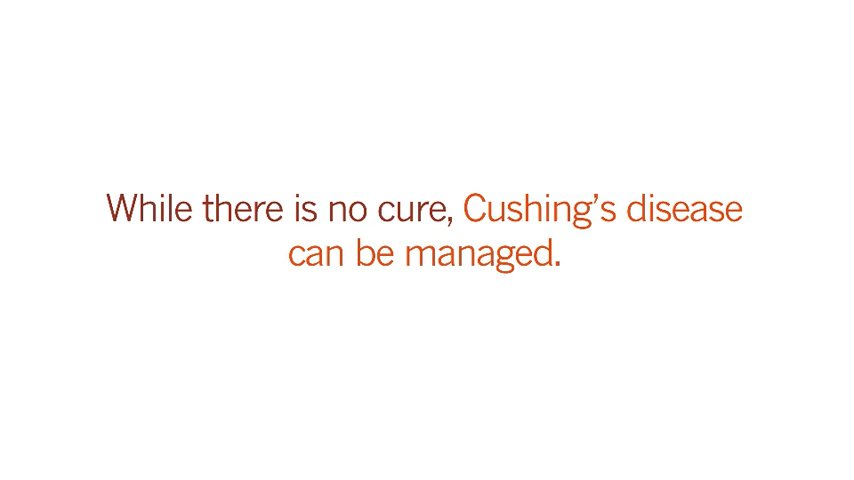 While there is no cure, Cushing’s disease
can be managed.